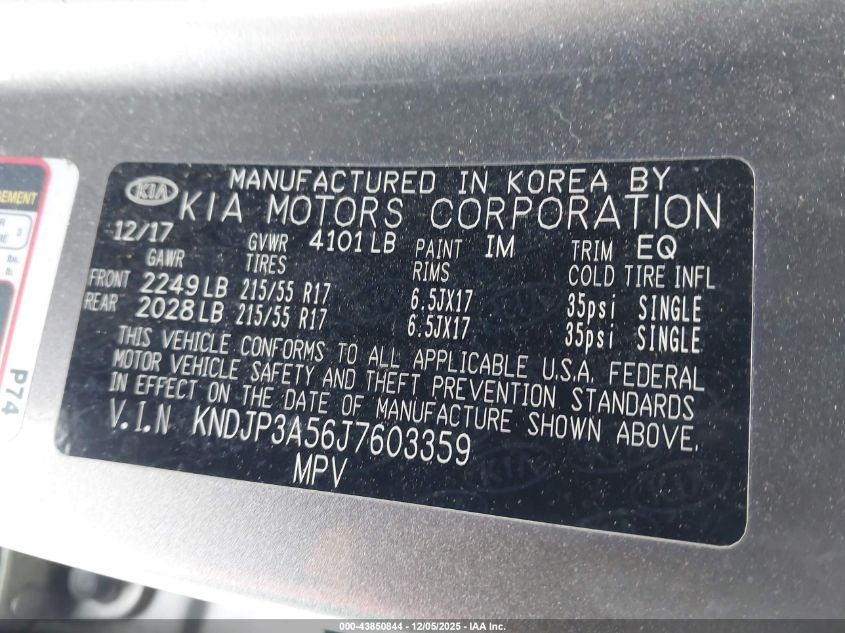 KIA
MANUFACTURED IN KOREA BY
KIA MOTORS CORPORATION
12/17 GVWR 4101 LB PAINT IM TRIM EQ
GAWR TIRES RIMS COLD TIRE INFL
FRONT 2249 LB 215/55 R17 6.5JX17 35psi SINGLE
REAR 2028 LB 215/55 R17 6.5JX17 35psi SINGLE
THIS VEHICLE CONFORMS TO ALL APPLICABLE U.S.A. FEDERAL
MOTOR VEHICLE SAFETY AND THEFT PREVENTION STANDARDS
IN EFFECT ON THE DATE OF MANUFACTURE SHOWN ABOVE.
V.I.N KNDJP3A56J7603359
MPV
P74
000-43850844 - 12/05/2025 - IAA Inc.